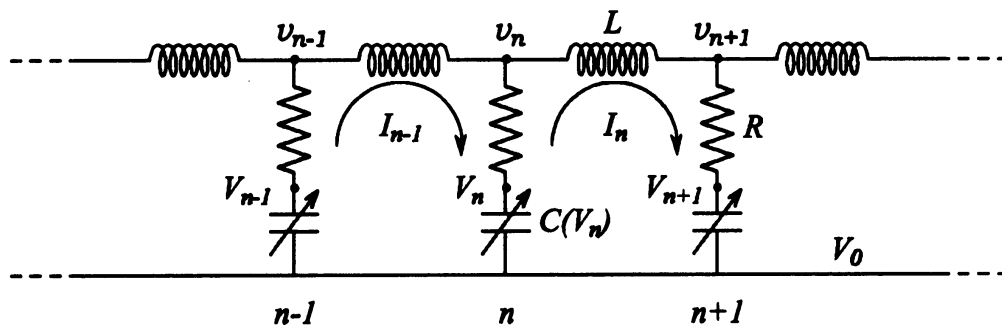 v_{n-1} v_n L v_{n+1}
I_{n-1} I_n R
V_{n-1} V_n C(V_n) V_{n+1}
V_0
n-1 n n+1